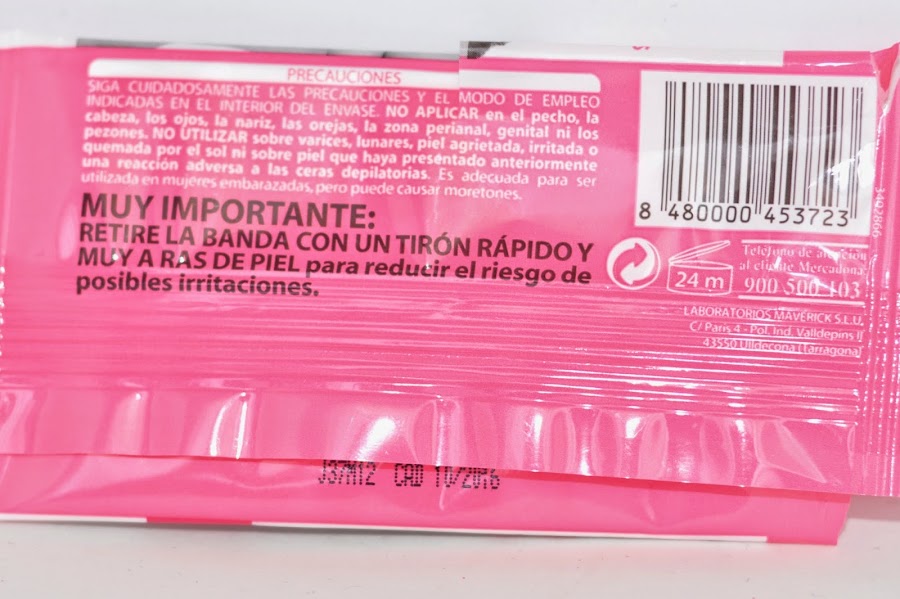 PRECAUCIONES
SIGA CUIDADOSAMENTE LAS PRECAUCIONES Y EL MODO DE EMPLEO
INDICADAS EN EL INTERIOR DEL ENVASE. NO APLICAR en el pecho, la
cabeza, los ojos, la nariz, las orejas, la zona perianal, genital ni los
pezones. NO UTILIZAR sobre varices, lunares, piel agrietada, irritada o
quemada por el sol ni sobre piel que haya presentado anteriormente
una reacción adversa a las ceras depilatorias. Es adecuada para ser
utilizada en mujeres embarazadas, pero puede causar moretones.
MUY IMPORTANTE:
RETIRE LA BANDA CON UN TIRÓN RÁPIDO Y
MUY A RAS DE PIEL para reducir el riesgo de
posibles irritaciones.
8 480000 453723
3492866
24 m
Teléfono de atención
al cliente Mercadona
900 500 103
LABORATORIOS MAVERICK S.L.U.
C/ París 4 - Pol. Ind. Valldepins II
43550 Ulldecona (Tarragona)
CAD 10/2016